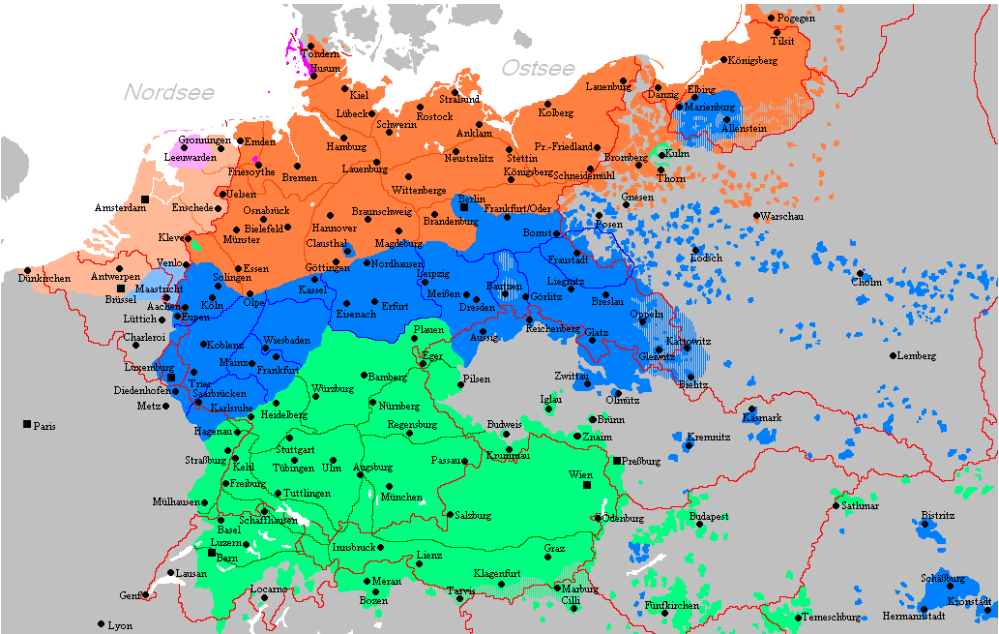 Pogegen
Tilsit
Tondern
Husum
Königsberg
Ostsee
Nordsee
Kiel
Stralsund
Lauenburg
Danzig
Elbing
Lübeck
Rostock
Kolberg
Marienburg
Schwerin
Anklam
Allenstein
Gronningen
Emden
Hamburg
Leeuwarden
Neustrelitz
Stettin
Pr.-Friedland
Bromberg
Kulm
Friesoythe
Bremen
Lauenburg
Königsberg
Schneidemühl
Thorn
Wittenberge
Uelsen
Berlin
Gnesen
Amsterdam
Enschede
Osnabrück
Braunschweig
Frankfurt/Oder
Warschau
Bielefeld
Hannover
Brandenburg
Posen
Kleve
Münster
Clausthal
Magdeburg
Bomst
Venlo
Essen
Göttingen
Nordhausen
Fraustadt
Lodsch
Dünkirchen
Antwerpen
Solingen
Kassel
Leipzig
Cholm
Maastricht
Bautzen
Liegnitz
Brüssel
Köln
Olpe
Meißen
Görlitz
Breslau
Aachen
Eisenach
Erfurt
Dresden
Lüttich
Eupen
Oppeln
Charleroi
Plauen
Reichenberg
Glatz
Koblenz
Wiesbaden
Aussig
Kattowitz
Luxemburg
Mainz
Eger
Gleiwitz
Lemberg
Frankfurt
Trier
Bamberg
Zwittau
Bielitz
Diedenhofen
Saarbrücken
Würzburg
Pilsen
Olmütz
Metz
Karlsruhe
Heidelberg
Nürnberg
Iglau
Käsmark
Paris
Hagenau
Regensburg
Budweis
Brünn
Stuttgart
Znaim
Kremnitz
Straßburg
Krummau
Kehl
Tübingen
Ulm
Augsburg
Passau
Preßburg
Wien
Freiburg
München
Mülhausen
Tuttlingen
Sathmar
Schaffhausen
Salzburg
Ödenburg
Budapest
Bistritz
Basel
Luzern
Innsbruck
Graz
Bern
Lienz
Lausan
Meran
Klagenfurt
Schäßburg
Genf
Locarno
Bozen
Tarvis
Marburg
Cilli
Fünfkirchen
Kronstadt
Hermannstadt
Temeschburg
Lyon